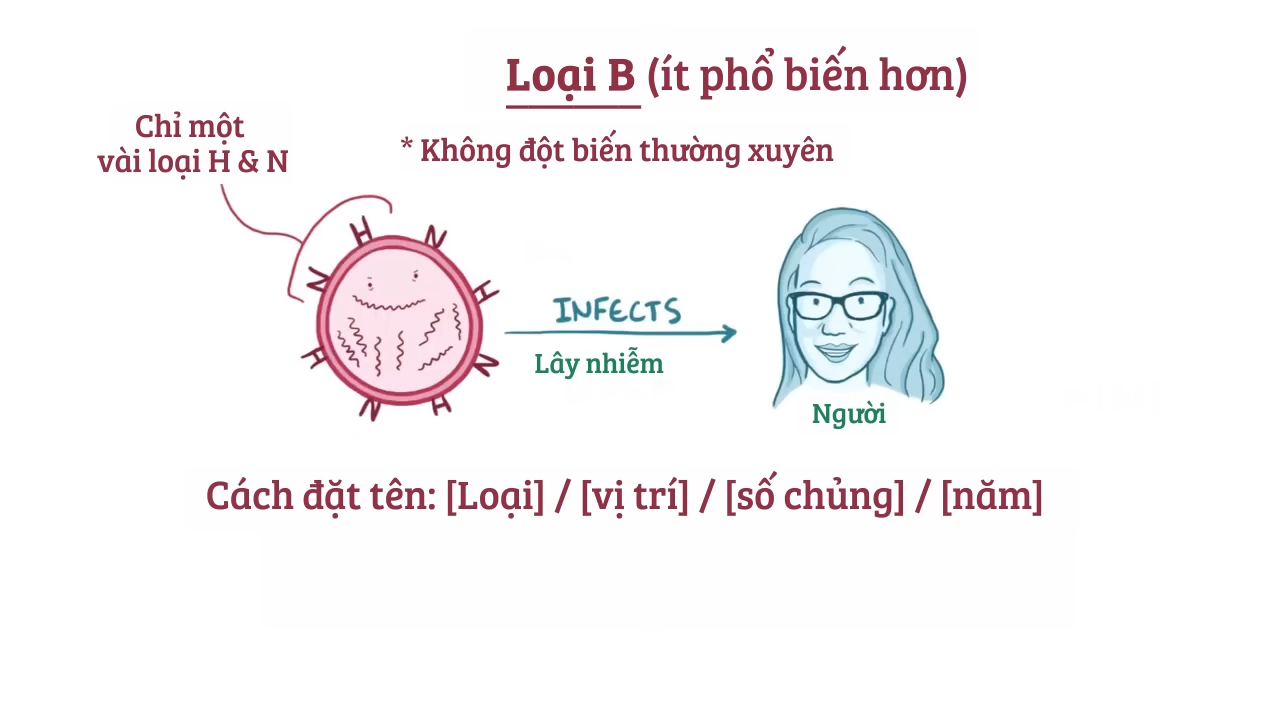 Loại B (ít phổ biến hơn)
Chỉ một
vài loại H & N
* Không đột biến thường xuyên
H
N
N
H
H
N
N
H
INFECTS
Lây nhiễm
Người
Cách đặt tên: [Loại] / [vị trí] / [số chủng] / [năm]